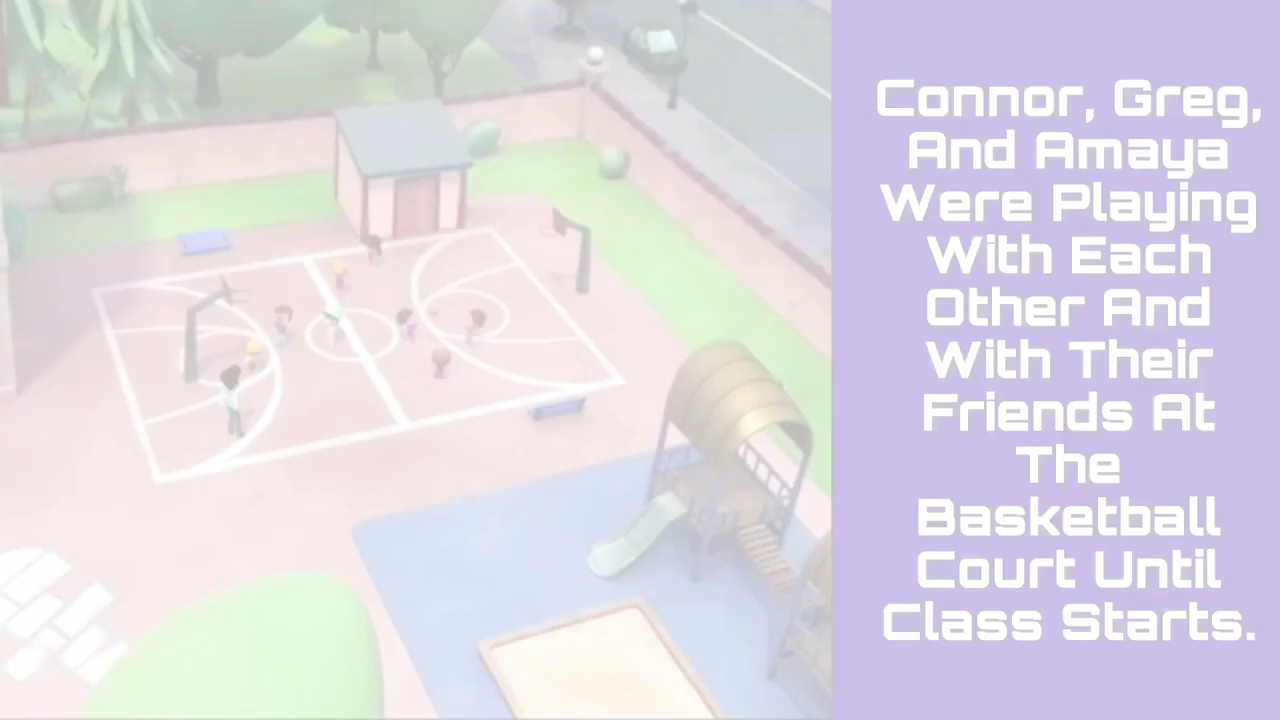 Connor, Greg,
And Amaya
Were Playing
With Each
Other And
With Their
Friends At
The
Basketball
Court Until
Class Starts.